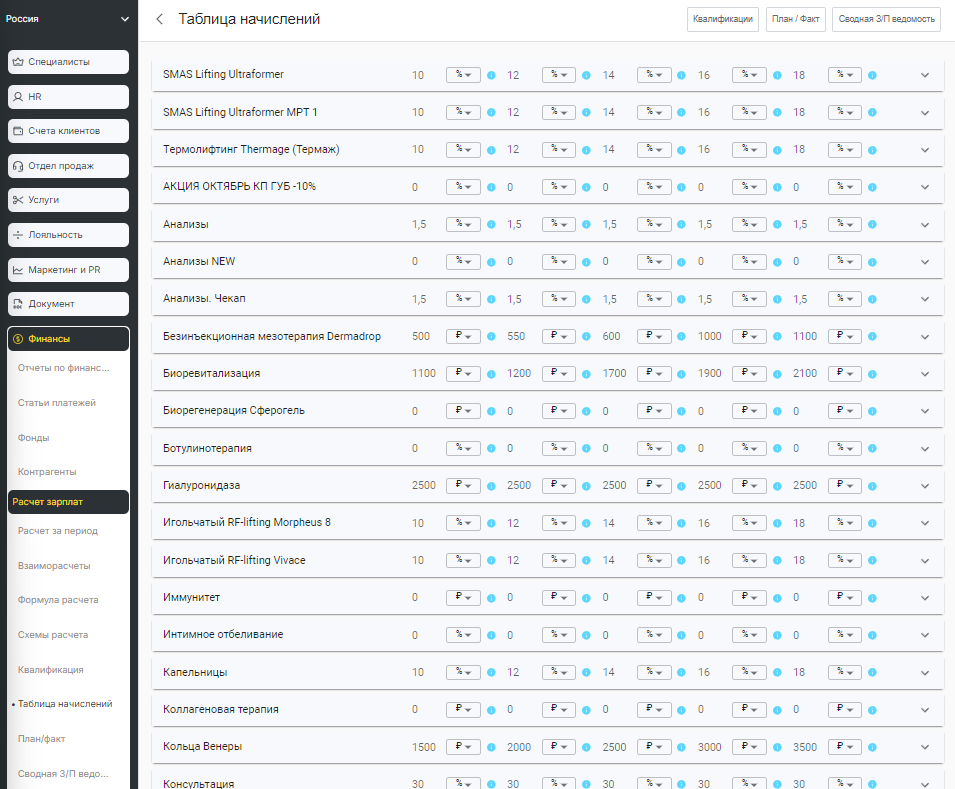 Россия
Специалисты
HR
Счета клиентов
Отдел продаж
Услуги
Лояльность
Маркетинг и PR
Документ
Финансы
Отчеты по финанс...
Статьи платежей
Фонды
Контрагенты
Расчет зарплат
Расчет за период
Взаиморасчеты
Формула расчета
Схемы расчета
Квалификация
• Таблица начислений
План/факт
Сводная З/П ведо...
Таблица начислений
Квалификации План / Факт Сводная З/П ведомость
SMAS Lifting Ultraformer 10 % 12 % 14 % 16 % 18 %
SMAS Lifting Ultraformer MPT 1 10 % 12 % 14 % 16 % 18 %
Термолифтинг Thermage (Термаж) 10 % 12 % 14 % 16 % 18 %
АКЦИЯ ОКТЯБРЬ КП ГУБ -10% 0 % 0 % 0 % 0 % 0 %
Анализы 1,5 % 1,5 % 1,5 % 1,5 % 1,5 %
Анализы NEW 0 % 0 % 0 % 0 % 0 %
Анализы. Чекап 1,5 % 1,5 % 1,5 % 1,5 % 1,5 %
Безинъекционная мезотерапия Dermadrop 500 ₽ 550 ₽ 600 ₽ 1000 ₽ 1100 ₽
Биоревитализация 1100 ₽ 1200 ₽ 1700 ₽ 1900 ₽ 2100 ₽
Биорегенерация Сферогель 0 ₽ 0 ₽ 0 ₽ 0 ₽ 0 ₽
Ботулинотерапия 0 % 0 % 0 % 0 % 0 %
Гиалуронидаза 2500 ₽ 2500 ₽ 2500 ₽ 2500 ₽ 2500 ₽
Игольчатый RF-lifting Morpheus 8 10 % 12 % 14 % 16 % 18 %
Игольчатый RF-lifting Vivace 10 % 12 % 14 % 16 % 18 %
Иммунитет 0 ₽ 0 ₽ 0 ₽ 0 ₽ 0 ₽
Интимное отбеливание 0 % 0 % 0 % 0 % 0 %
Капельницы 10 % 12 % 14 % 16 % 18 %
Коллагеновая терапия 0 ₽ 0 ₽ 0 ₽ 0 ₽ 0 ₽
Кольца Венеры 1500 ₽ 2000 ₽ 2500 ₽ 3000 ₽ 3500 ₽
Консультация 30 % 30 % 30 % 30 % 30 %